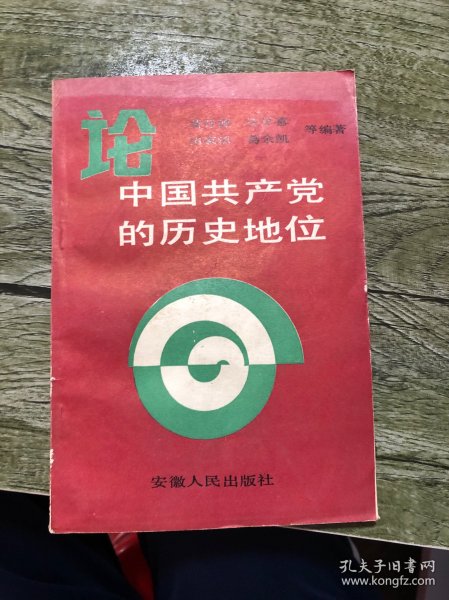 论
等编著
中国共产党
的历史地位
安徽人民出版社
孔夫子旧书网
www.kongfz.com